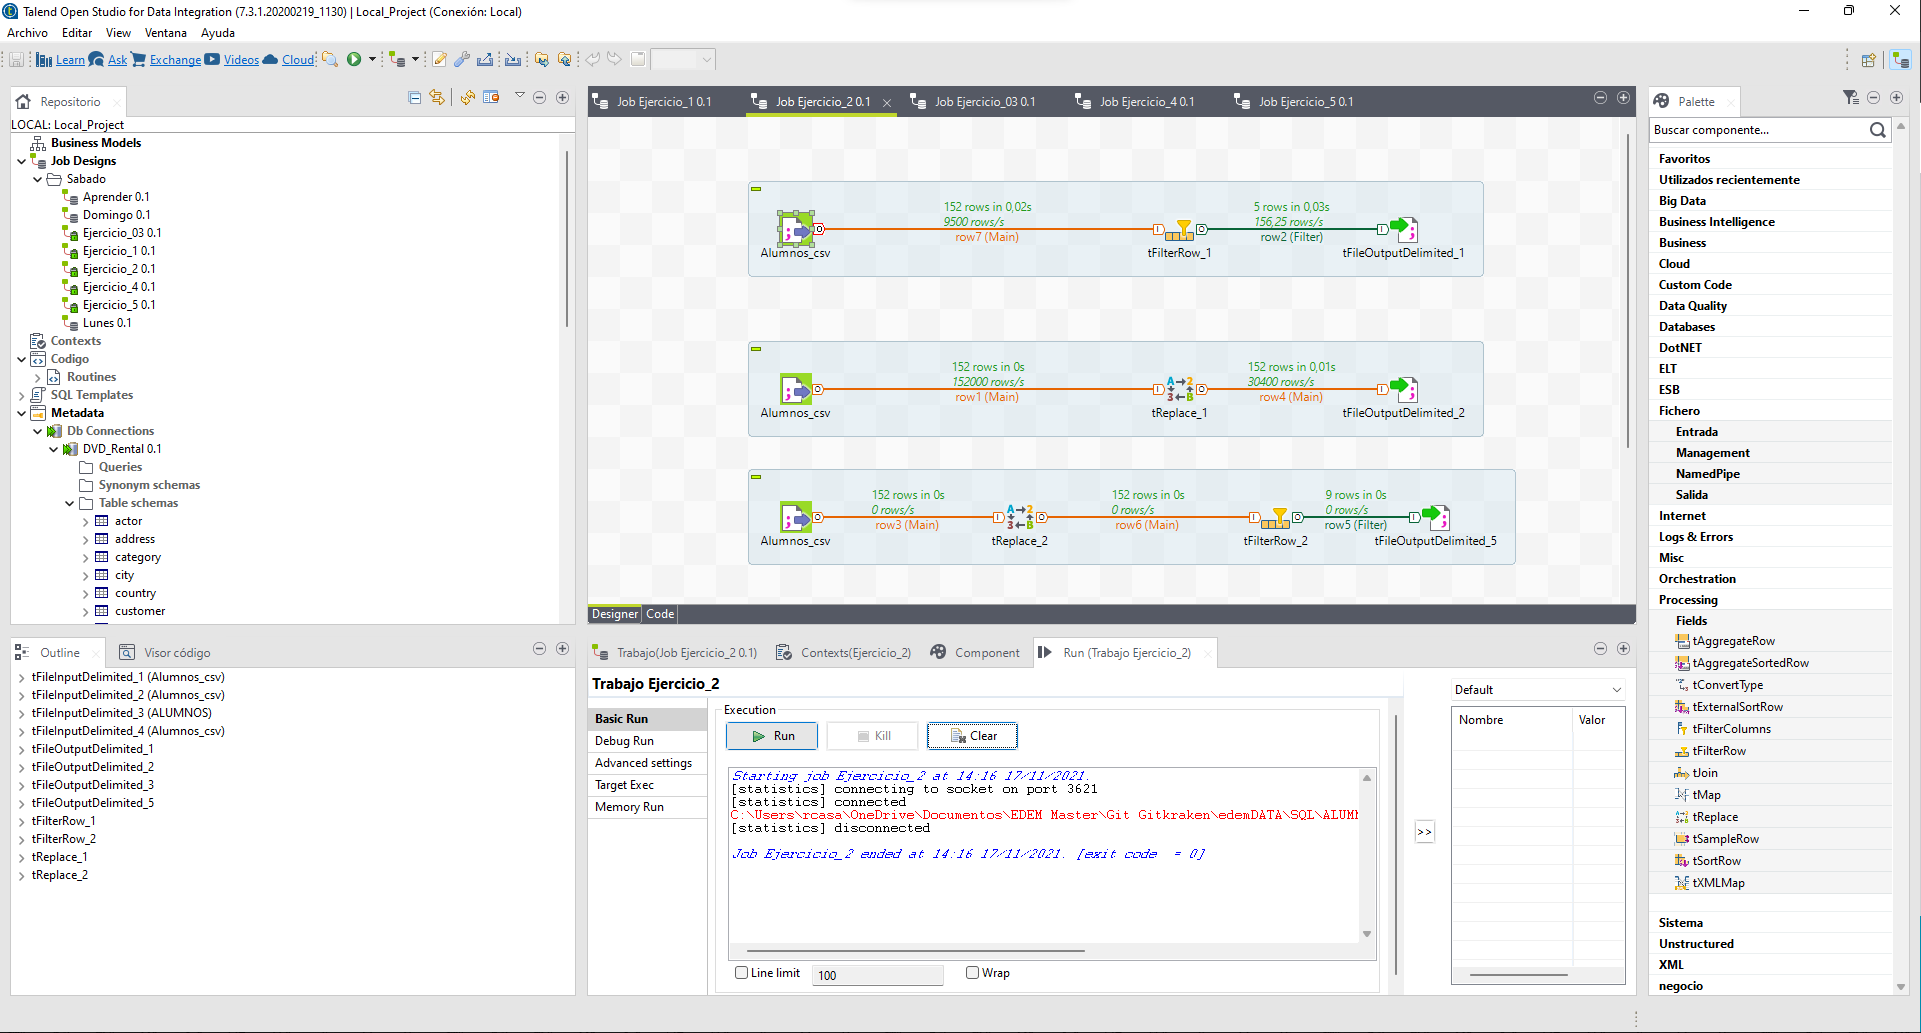 Talend Open Studio for Data Integration (7.3.1.20200219_1130) | Local_Project (Conexión: Local)
Archivo Editar View Ventana Ayuda
Learn Ask Exchange Videos Cloud
Repositorio
LOCAL: Local_Project
Business Models
Job Designs
Sabado
Aprender 0.1
Domingo 0.1
Ejercicio_03 0.1
Ejercicio_1 0.1
Ejercicio_2 0.1
Ejercicio_4 0.1
Ejercicio_5 0.1
Lunes 0.1
Contexts
Codigo
Routines
SQL Templates
Metadata
Db Connections
DVD_Rental 0.1
Queries
Synonym schemas
Table schemas
actor
address
category
city
country
customer
Job Ejercicio_1 0.1 Job Ejercicio_2 0.1 Job Ejercicio_03 0.1 Job Ejercicio_4 0.1 Job Ejercicio_5 0.1
152 rows in 0,02s 5 rows in 0,03s
9500 rows/s 156,25 rows/s
row7 (Main) row2 (Filter)
Alumnos_csv tFilterRow_1 tFileOutputDelimited_1
152 rows in 0s 152 rows in 0,01s
152000 rows/s 30400 rows/s
row1 (Main) row4 (Main)
Alumnos_csv tReplace_1 tFileOutputDelimited_2
152 rows in 0s 152 rows in 0s 9 rows in 0s
0 rows/s 0 rows/s 0 rows/s
row3 (Main) row6 (Main) row5 (Filter)
Alumnos_csv tReplace_2 tFilterRow_2 tFileOutputDelimited_5
Designer Code
Palette
Buscar componente...
Favoritos
Utilizados recientemente
Big Data
Business Intelligence
Business
Cloud
Custom Code
Data Quality
Databases
DotNET
ELT
ESB
Fichero
Entrada
Management
NamedPipe
Salida
Internet
Logs & Errors
Misc
Orchestration
Processing
Fields
tAggregateRow
tAggregateSortedRow
tConvertType
tExternalSortRow
tFilterColumns
tFilterRow
tJoin
tMap
tReplace
tSampleRow
tSortRow
tXMLMap
Sistema
Unstructured
XML
negocio
Outline Visor código
tFileInputDelimited_1 (Alumnos_csv)
tFileInputDelimited_2 (Alumnos_csv)
tFileInputDelimited_3 (ALUMNOS)
tFileInputDelimited_4 (Alumnos_csv)
tFileOutputDelimited_1
tFileOutputDelimited_2
tFileOutputDelimited_3
tFileOutputDelimited_5
tFilterRow_1
tFilterRow_2
tReplace_1
tReplace_2
Trabajo(Job Ejercicio_2 0.1) Contexts(Ejercicio_2) Component Run (Trabajo Ejercicio_2)
Trabajo Ejercicio_2
Basic Run
Debug Run
Advanced settings
Target Exec
Memory Run
Execution
Run Kill Clear
Starting job Ejercicio_2 at 14:16 17/11/2021.
[statistics] connecting to socket on port 3621
[statistics] connected
C:\Users\rcasa\OneDrive\Documentos\EDEM Master\Git Gitkraken\edemDATA\SQL\ALUM
[statistics] disconnected
Job Ejercicio_2 ended at 14:16 17/11/2021. [exit code  = 0]
Line limit 100 Wrap
>>
Default
Nombre Valor